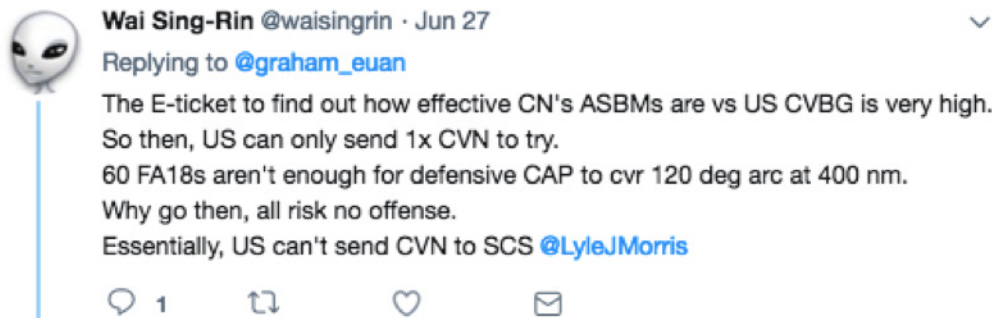 Wai Sing-Rin @waisingrin · Jun 27
Replying to @graham_euan
The E-ticket to find out how effective CN's ASBMs are vs US CVBG is very high.
So then, US can only send 1x CVN to try.
60 FA18s aren't enough for defensive CAP to cvr 120 deg arc at 400 nm.
Why go then, all risk no offense.
Essentially, US can't send CVN to SCS @LyleJMorris
1